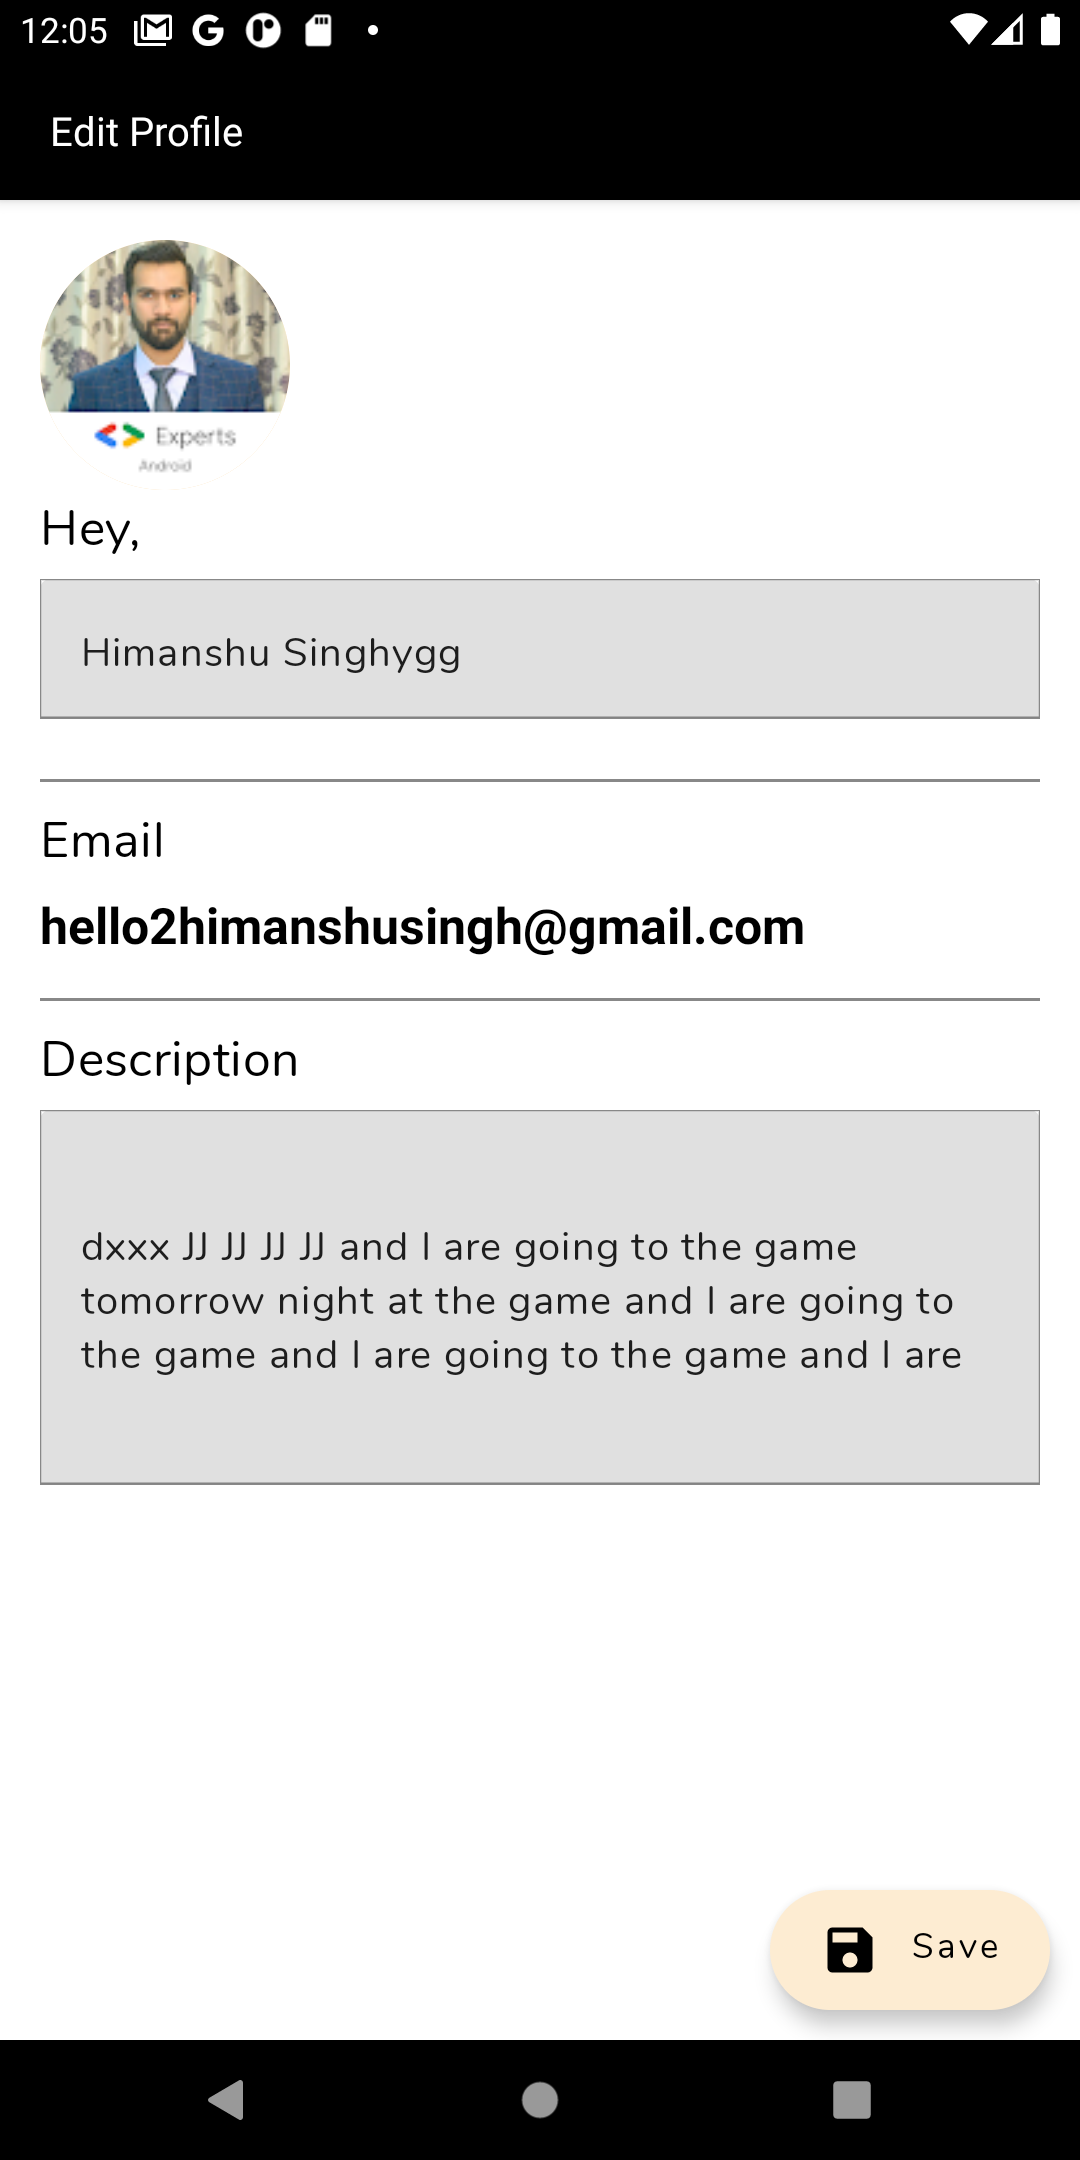 12:05
Edit Profile
Experts
Android
Hey,
Himanshu Singhygg
Email
hello2himanshusingh@gmail.com
Description
dxxx JJ JJ JJ JJ and I are going to the game
tomorrow night at the game and I are going to
the game and I are going to the game and I are
Save